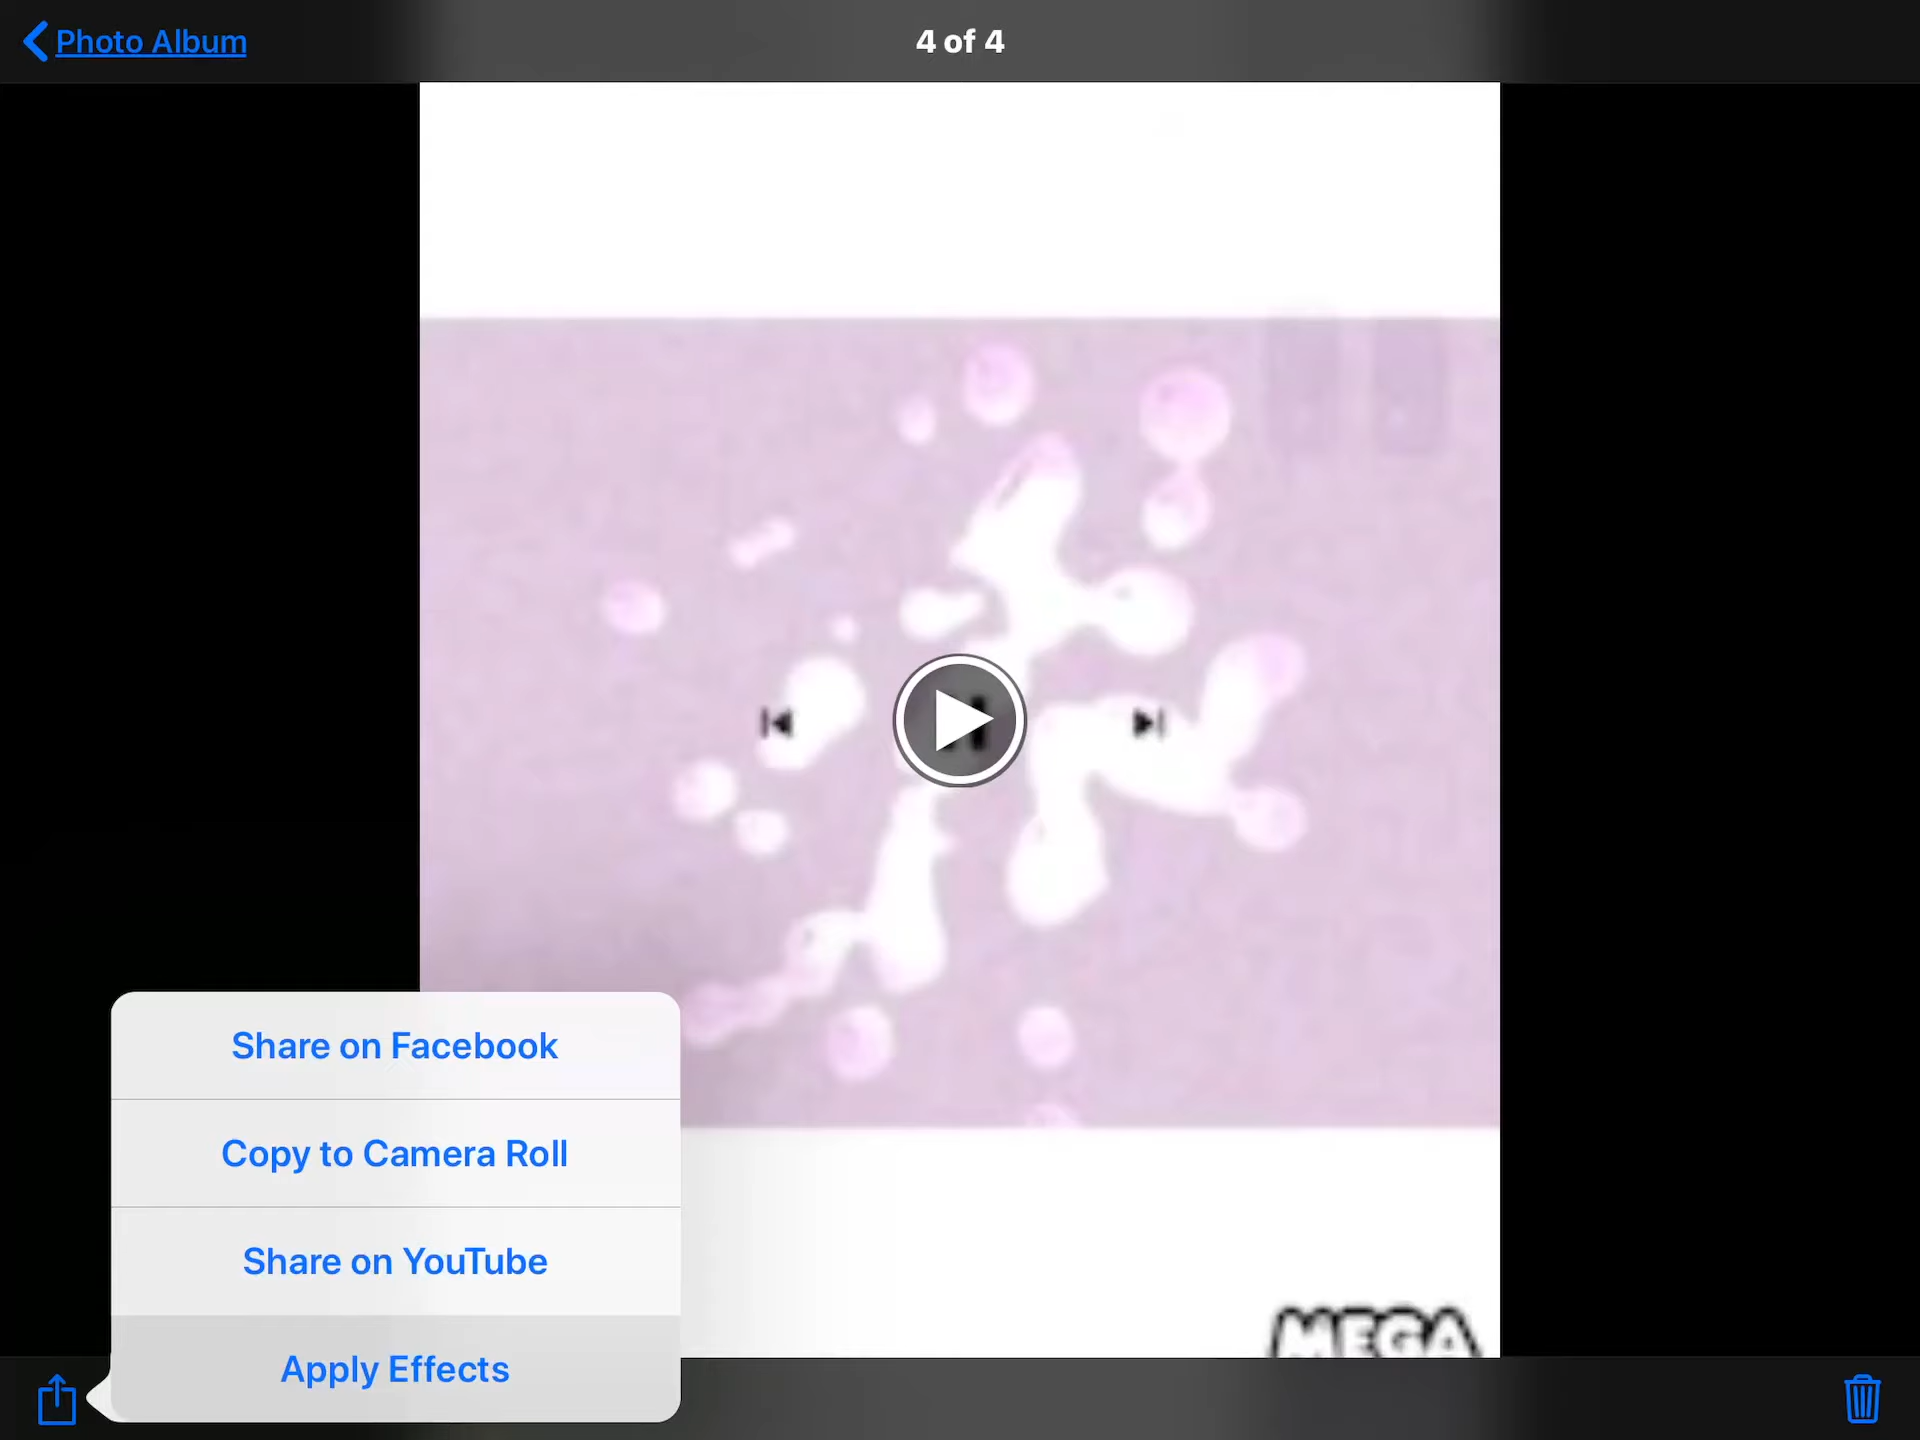 Photo Album
4 of 4
Share on Facebook
Copy to Camera Roll
Share on YouTube
Apply Effects
MEGA